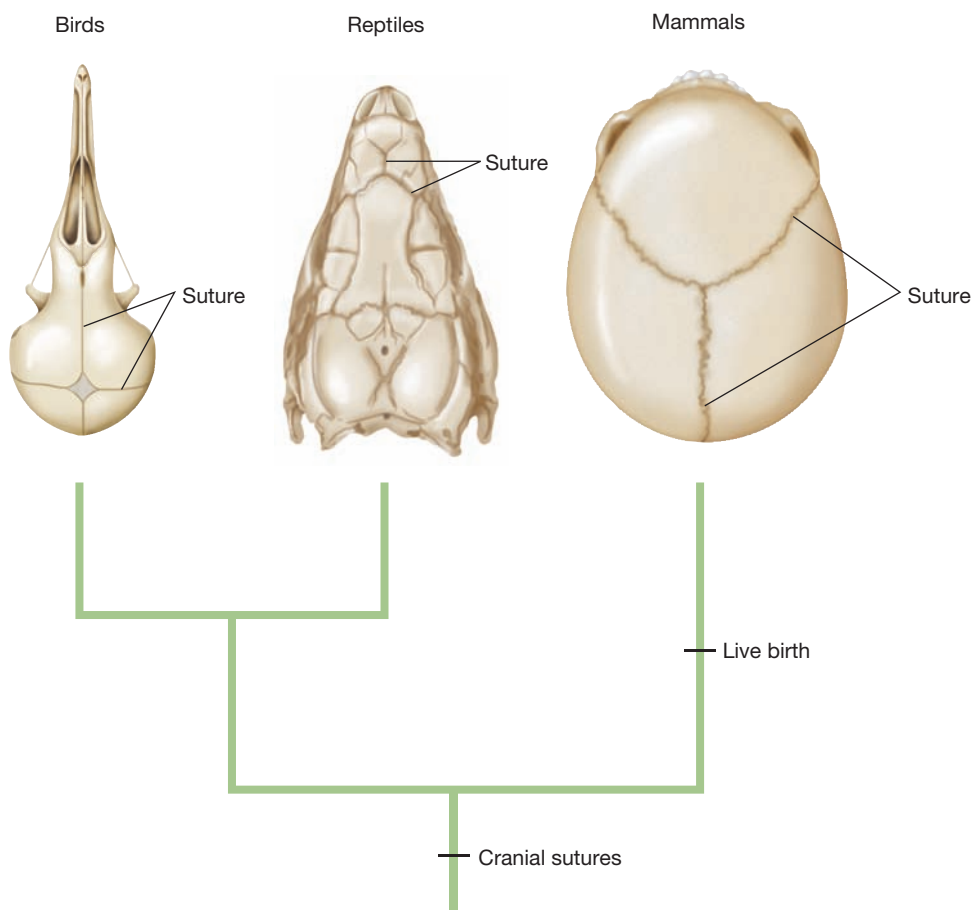 Birds
Reptiles
Mammals
Suture
Suture
Suture
Live birth
Cranial sutures